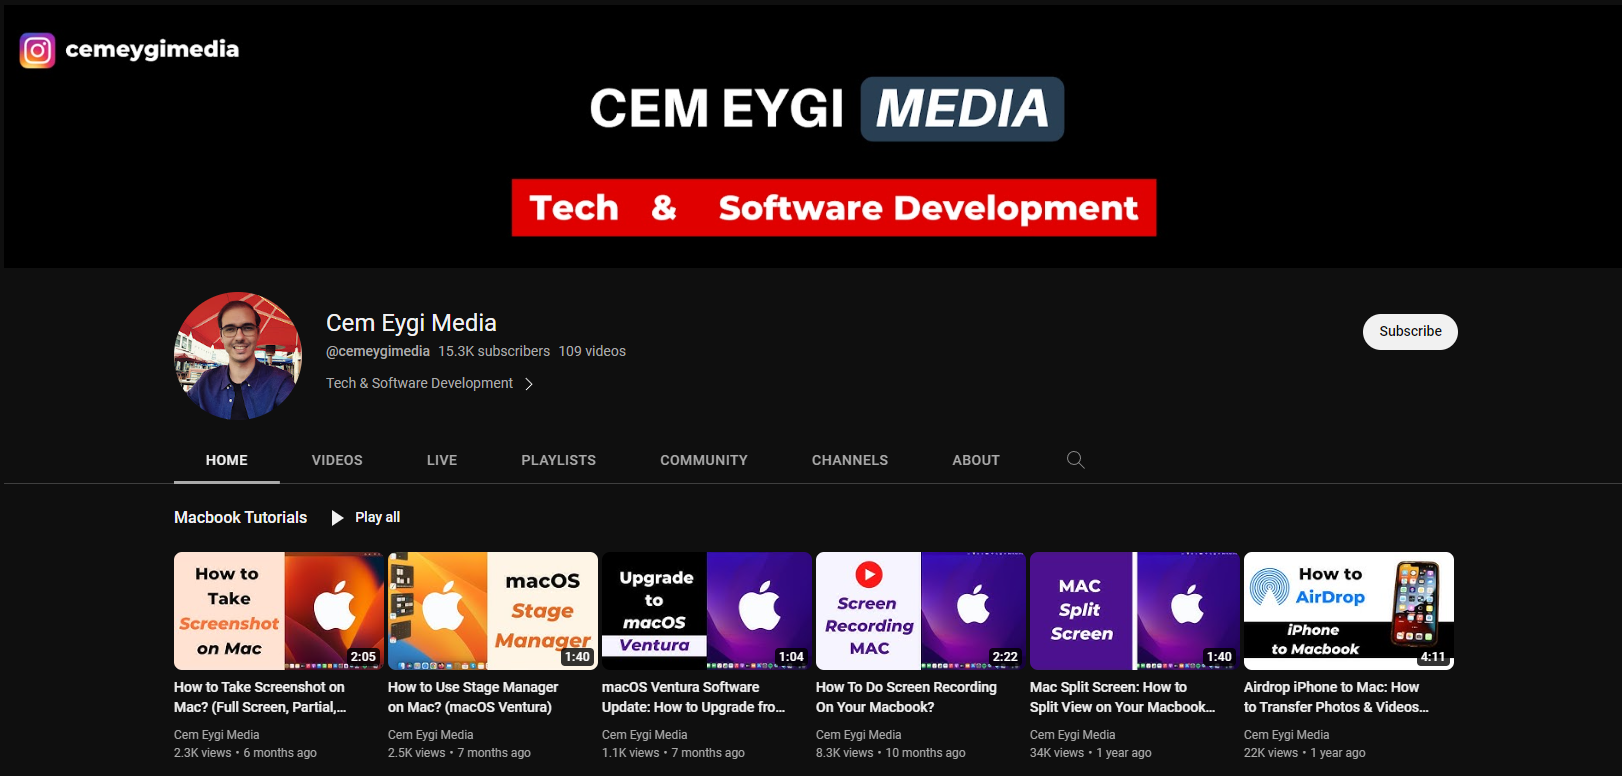 cemeygimedia
CEM EYGI MEDIA
Tech & Software Development
Cem Eygi Media
@cemeygimedia 15.3K subscribers 109 videos
Tech & Software Development
Subscribe
HOME VIDEOS LIVE PLAYLISTS COMMUNITY CHANNELS ABOUT
Macbook Tutorials Play all
How to
Take
Screenshot
on Mac
2:05
How to Take Screenshot on
Mac? (Full Screen, Partial,...
Cem Eygi Media
2.3K views • 6 months ago
macOS
Stage
Manager
1:40
How to Use Stage Manager
on Mac? (macOS Ventura)
Cem Eygi Media
2.5K views • 7 months ago
Upgrade
to
macOS
Ventura
1:04
macOS Ventura Software
Update: How to Upgrade fro...
Cem Eygi Media
1.1K views • 7 months ago
Screen
Recording
MAC
2:22
How To Do Screen Recording
On Your Macbook?
Cem Eygi Media
8.3K views • 10 months ago
MAC
Split
Screen
1:40
Mac Split Screen: How to
Split View on Your Macbook...
Cem Eygi Media
34K views • 1 year ago
How to
AirDrop
iPhone
to Macbook
4:11
Airdrop iPhone to Mac: How
to Transfer Photos & Videos...
Cem Eygi Media
22K views • 1 year ago